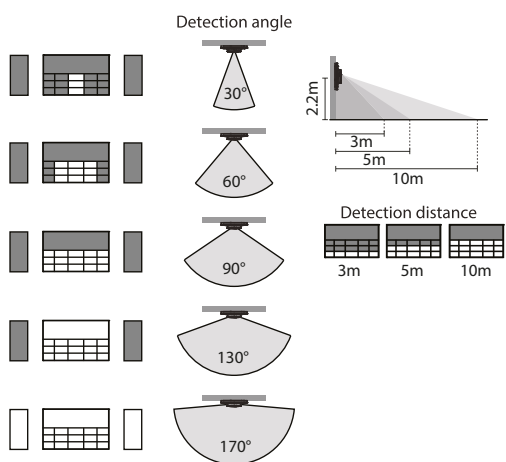 Detection angle
30°
60°
90°
130°
170°
2.2m
3m
5m
10m
Detection distance
3m 5m 10m